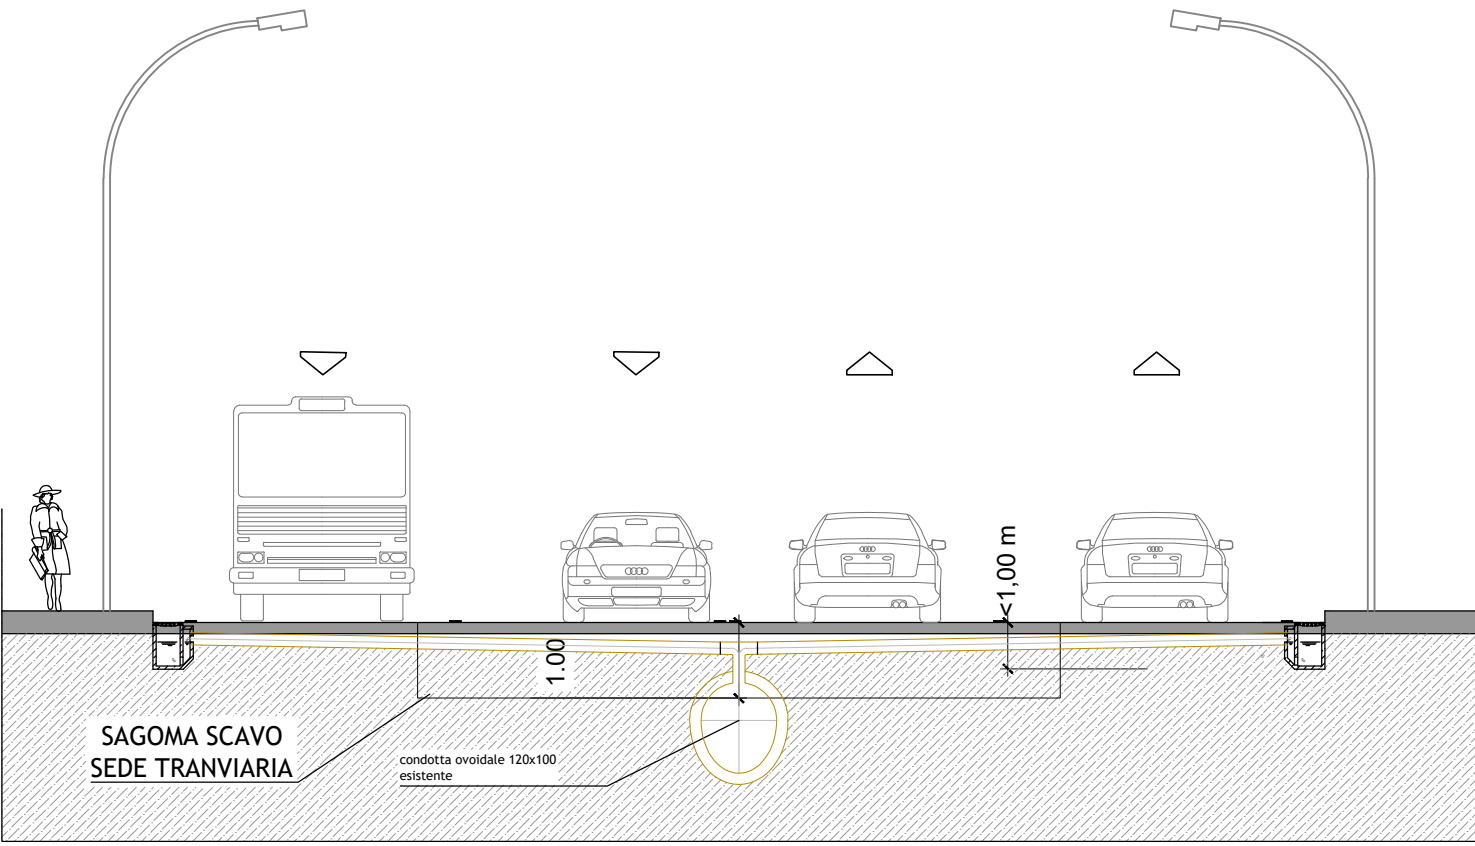 <1,00 m
1.00
SAGOMA SCAVO
SEDE TRANVIARIA
condotta ovoidale 120x100
esistente